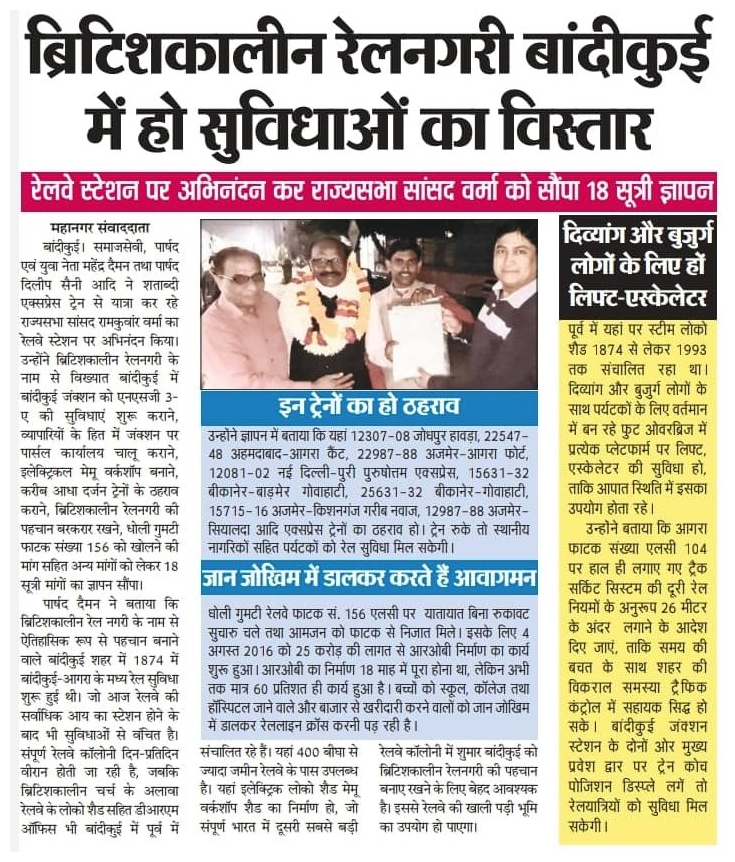 ब्रिटिशकालीन रेलनगरी बांदीकुई
में हो सुविधाओं का विस्तार
रेलवे स्टेशन पर अभिनंदन कर राज्यसभा सांसद वर्मा को सौंपा 18 सूत्री ज्ञापन
महानगर संवाददाता
बांदीकुई। समाजसेवी, पार्षद
एवं युवा नेता महेंद्र दैमन तथा पार्षद
दिलीप सैनी आदि ने शताब्दी
एक्सप्रेस ट्रेन से यात्रा कर रहे
राज्यसभा सांसद रामकुवांर वर्मा का
रेलवे स्टेशन पर अभिनंदन किया।
उन्होंने ब्रिटिशकालीन रेलनगरी के
नाम से विख्यात बांदीकुई में
बांदीकुई जंक्शन को एनएसजी 3-
ए की सुविधाएं शुरू कराने,
व्यापारियों के हित में जंक्शन पर
पार्सल कार्यालय चालू कराने,
इलेक्ट्रिकल मेमू वर्कशॉप बनाने,
करीब आधा दर्जन ट्रेनों के ठहराव
कराने, ब्रिटिशकालीन रेलनगरी की
पहचान बरकरार रखने, धोली गुमटी
फाटक संख्या 156 को खोलने की
मांग सहित अन्य मांगों को लेकर 18
सूत्री मांगों का ज्ञापन सौंपा।
पार्षद दैमन ने बताया कि
ब्रिटिशकालीन रेल नगरी के नाम से
ऐतिहासिक रूप से पहचान बनाने
वाले बांदीकुई शहर में 1874 में
बांदीकुई-आगरा के मध्य रेल सुविधा
शुरू हुई थी। जो आज रेलवे की
सर्वाधिक आय का स्टेशन होने के
बाद भी सुविधाओं से वंचित है।
संपूर्ण रेलवे कॉलोनी दिन-प्रतिदिन
वीरान होती जा रही है, जबकि
ब्रिटिशकालीन चर्च के अलावा
रेलवे के लोको शैड सहित डीआरएम
ऑफिस भी बांदीकुई में पूर्व में
इन ट्रेनों का हो ठहराव
उन्होंने ज्ञापन में बताया कि यहां 12307-08 जोधपुर हावड़ा, 22547-
48 अहमदाबाद-आगरा कैंट, 22987-88 अजमेर-आगरा फोर्ट,
12081-02 नई दिल्ली-पुरी पुरुषोतम एक्सप्रेस, 15631-32
बीकानेर-बाड़मेर गोवाहाटी, 25631-32 बीकानेर-गोवाहाटी,
15715-16 अजमेर-किशनगंज गरीब नवाज, 12987-88 अजमेर-
सियालदा आदि एक्सप्रेस ट्रेनों का ठहराव हो। ट्रेन रुके तो स्थानीय
नागरिकों सहित पर्यटकों को रेल सुविधा मिल सकेगी।
जान जोखिम में डालकर करते हैं आवागमन
धोली गुमटी रेलवे फाटक सं. 156 एलसी पर यातायात बिना रुकावट
सुचारु चले तथा आमजन को फाटक से निजात मिले। इसके लिए 4
अगस्त 2016 को 25 करोड़ की लागत से आरओबी निर्माण का कार्य
शुरू हुआ। आरओबी का निर्माण 18 माह में पूरा होना था, लेकिन अभी
तक मात्र 60 प्रतिशत ही कार्य हुआ है। बच्चों को स्कूल, कॉलेज तथा
हॉस्पिटल जाने वाले और बाजार से खरीदारी करने वालों को जान जोखिम
में डालकर रेललाइन क्रॉस करनी पड़ रही है।
संचालित रहे हैं। यहां 400 बीघा से
ज्यादा जमीन रेलवे के पास उपलब्ध
है। यहां इलेक्ट्रिक लोको शैड मेमू
वर्कशॉप शैड का निर्माण हो, जो
संपूर्ण भारत में दूसरी सबसे बड़ी
रेलवे कॉलोनी में शुमार बांदीकुई को
ब्रिटिशकालीन रेलनगरी की पहचान
बनाए रखने के लिए बेहद आवश्यक
है। इससे रेलवे की खाली पड़ी भूमि
का उपयोग हो पाएगा।
दिव्यांग और बुजुर्ग
लोगों के लिए हों
लिफ्ट-एस्केलेटर
पूर्व में यहां पर स्टीम लोको
शैड 1874 से लेकर 1993
तक संचालित रहा था।
दिव्यांग और बुजुर्ग लोगों के
साथ पर्यटकों के लिए वर्तमान
में बन रहे फुट ओवरब्रिज में
प्रत्येक प्लेटफार्म पर लिफ्ट,
एस्केलेटर की सुविधा हो,
ताकि आपात स्थिति में इसका
उपयोग होता रहे।
उन्होंने बताया कि आगरा
फाटक संख्या एलसी 104
पर हाल ही लगाए गए ट्रैक
सर्किट सिस्टम की दूरी रेल
नियमों के अनुरूप 26 मीटर
के अंदर लगाने के आदेश
दिए जाएं, ताकि समय की
बचत के साथ शहर की
विकराल समस्या ट्रैफिक
कंट्रोल में सहायक सिद्ध हो
सके। बांदीकुई जंक्शन
स्टेशन के दोनों ओर मुख्य
प्रवेश द्वार पर ट्रेन कोच
पोजिशन डिस्प्ले लगें तो
रेलयात्रियों को सुविधा मिल
सकेगी।